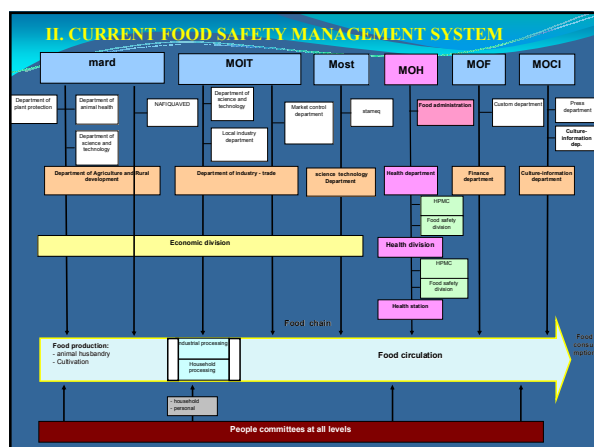 II. CURRENT FOOD SAFETY MANAGEMENT SYSTEM
mard
MOIT
Most
MOH
MOF
MOCI
Department of
plant protection
Department of
animal health
Department of
science and
technology
NAFIQUAVED
Department of
science and
technology
Local industry
department
Market control
department
stameq
Food administration
Custom department
Press
department
Culture-
information
dep.
Department of Agriculture and Rural
development
Department of industry - trade
science technology
Department
Health department
Finance
department
Culture-information
department
HPMC
Food safety
division
Economic division
Health division
HPMC
Food safety
division
Health station
Food chain
Food production:
- animal husbandry
- Cultivation
Industrial processing
Household
processing
Food circulation
Food
consu
mption
- household
- personal
People committees at all levels